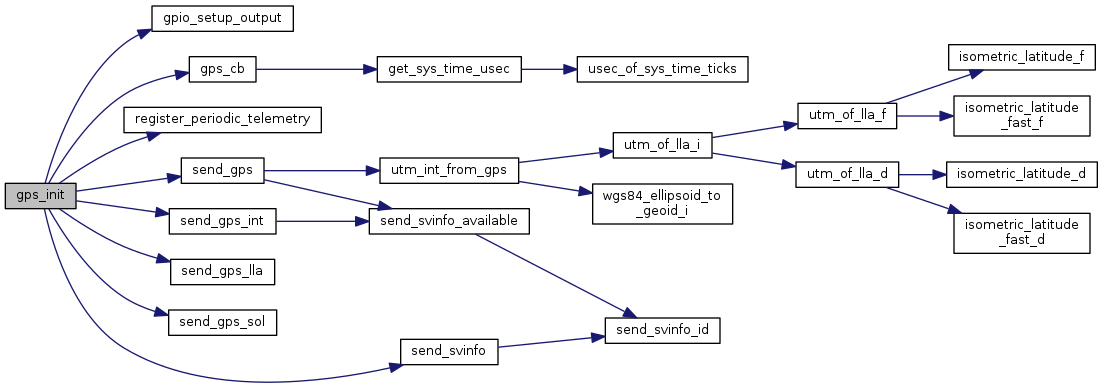 gps_init
gpio_setup_output
gps_cb
get_sys_time_usec
usec_of_sys_time_ticks
register_periodic_telemetry
send_gps
utm_int_from_gps
utm_of_lla_i
utm_of_lla_f
isometric_latitude_f
isometric_latitude
_fast_f
utm_of_lla_d
isometric_latitude_d
isometric_latitude
_fast_d
wgs84_ellipsoid_to
_geoid_i
send_gps_int
send_svinfo_available
send_gps_lla
send_gps_sol
send_svinfo
send_svinfo_id